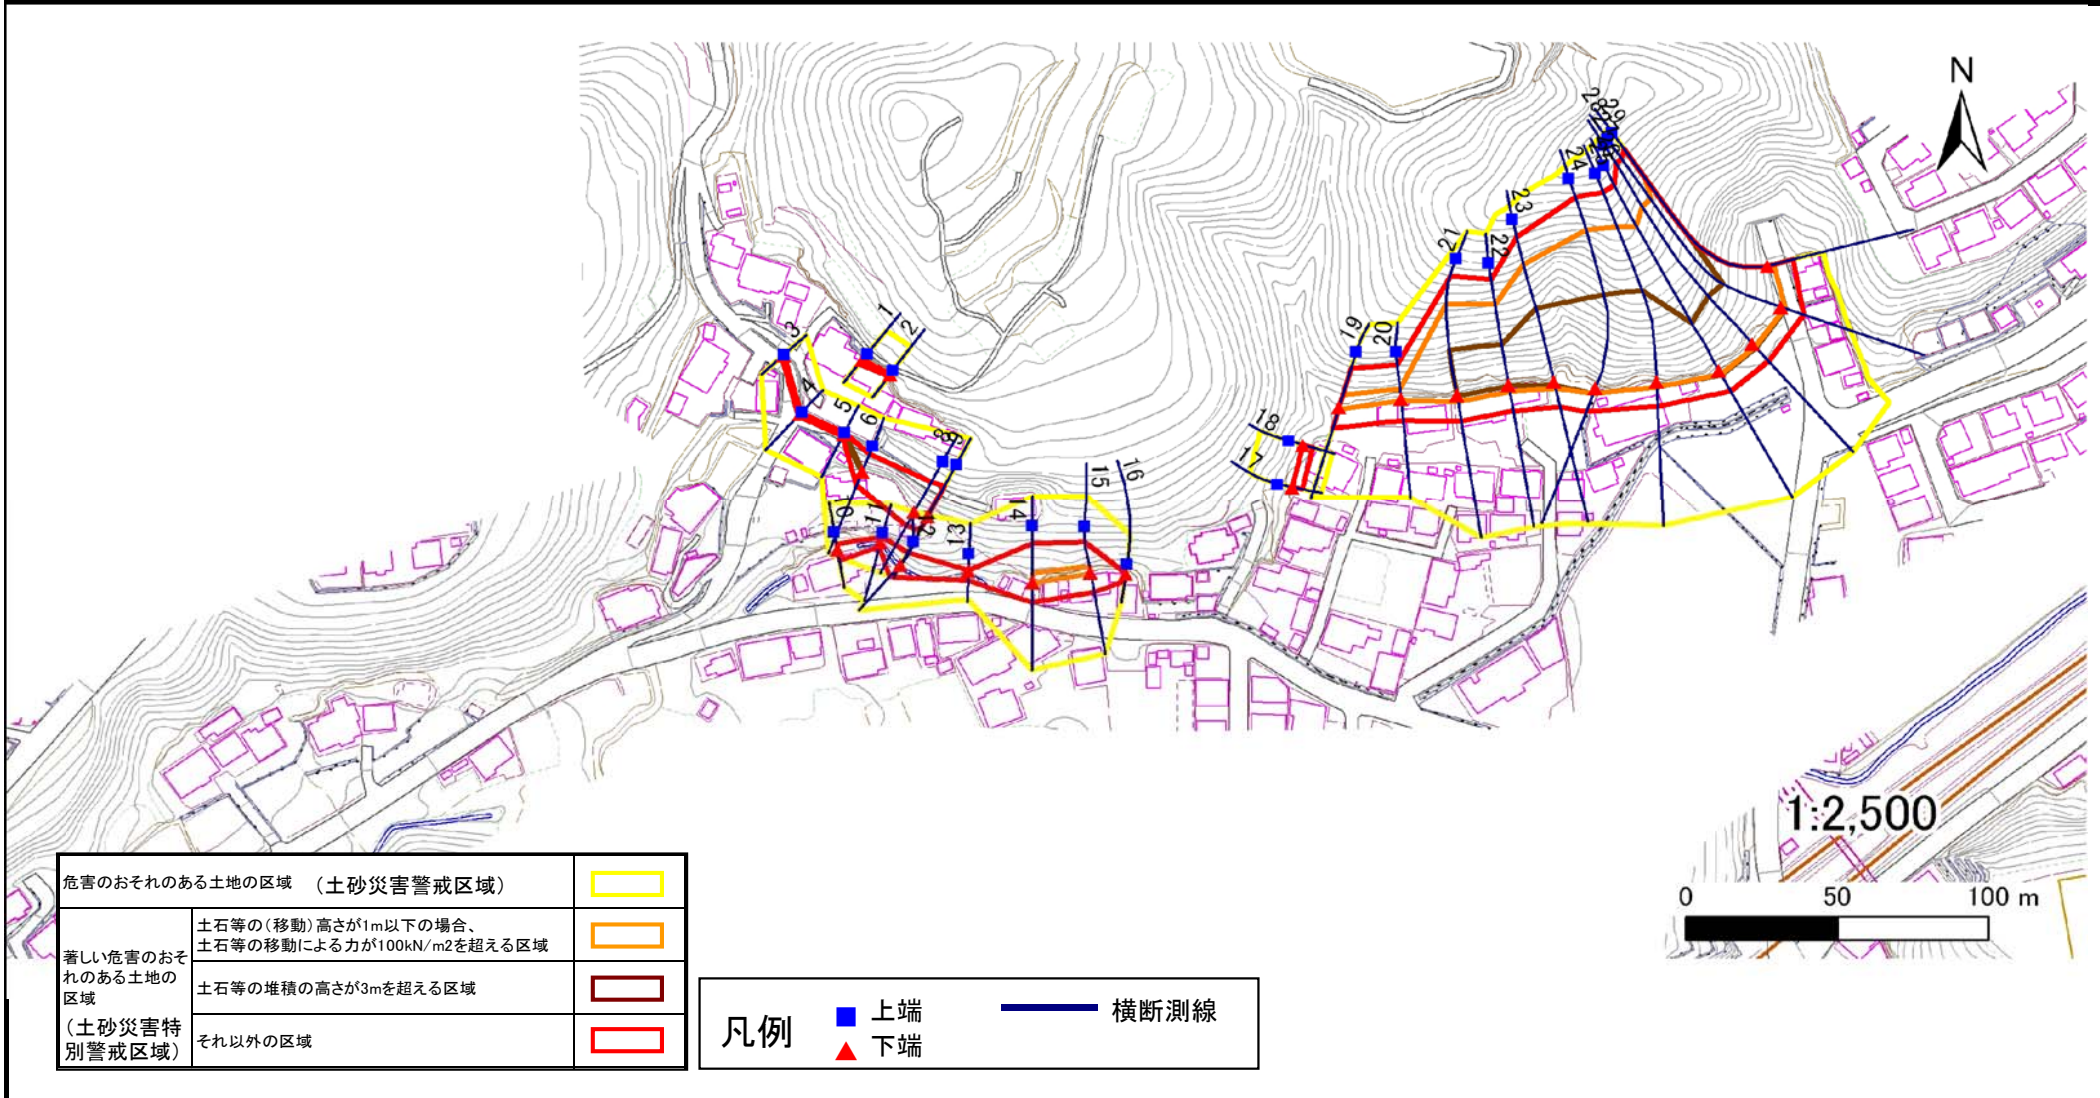 N
28
29
24
23
21
22
19
20
1
2
3
4
5
6
8
9
18
17
16
15
14
13
12
11
10
1:2,500
0 50 100 m
危害のおそれのある土地の区域 (土砂災害警戒区域)
著しい危害のおそれのある土地の区域
(土砂災害特別警戒区域)
土石等の(移動)高さが1m以下の場合、
土石等の移動による力が100kN/m2を超える区域
土石等の堆積の高さが3mを超える区域
それ以外の区域
凡例
上端
下端
横断測線